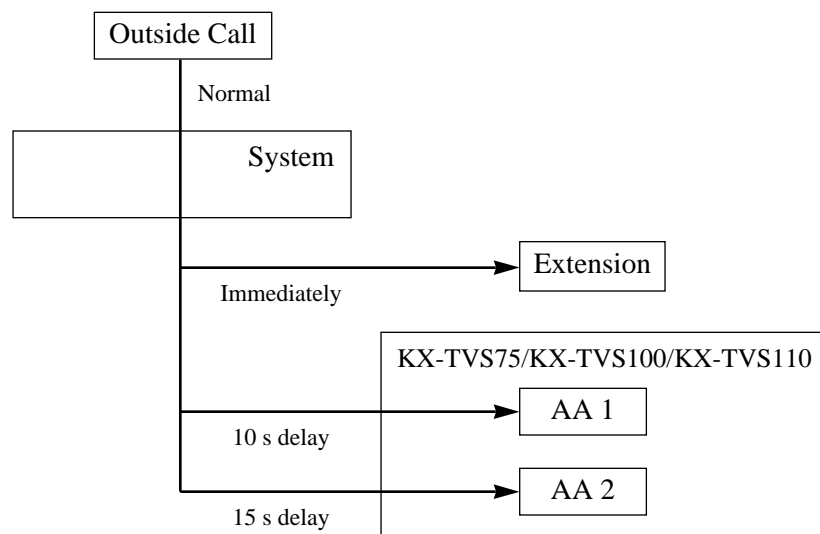 Outside Call
Normal
System
Extension
Immediately
KX-TVS75/KX-TVS100/KX-TVS110
AA 1
10 s delay
AA 2
15 s delay